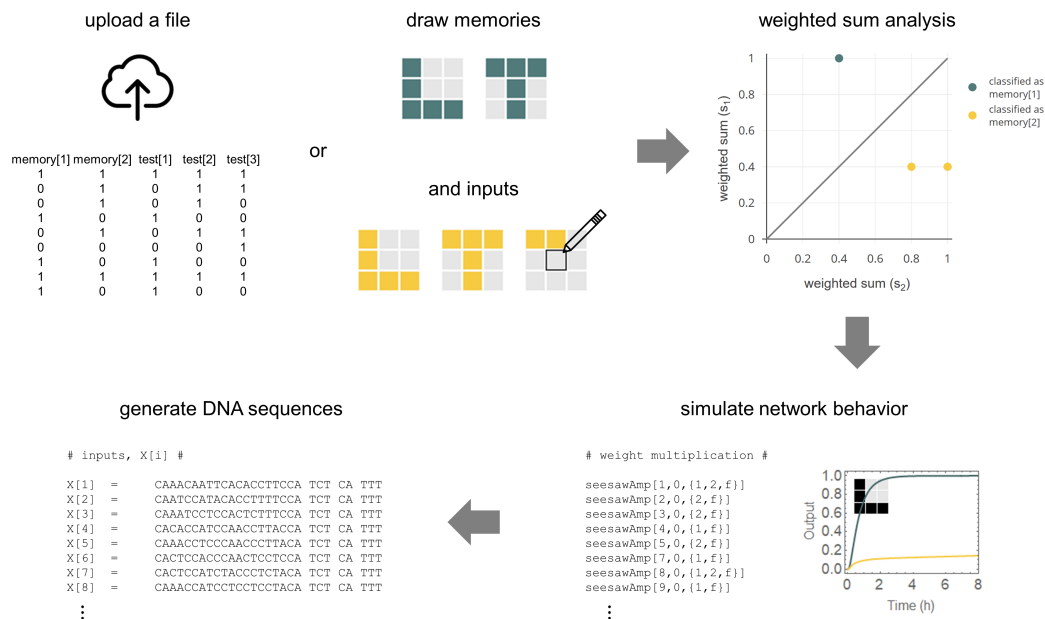 upload a file
memory[1] memory[2] test[1] test[2] test[3]
1 1 1 1 1
0 1 0 1 1
0 1 0 1 0
1 0 1 0 0
0 1 0 1 1
0 0 0 0 1
1 0 1 0 0
1 1 1 1 1
1 0 1 0 0
or
draw memories
and inputs
weighted sum analysis
weighted sum (s1)
1
0.8
0.6
0.4
0.2
0
0 0.2 0.4 0.6 0.8 1
weighted sum (s2)
classified as
memory[1]
classified as
memory[2]
generate DNA sequences
# inputs, X[i] #
X[1] = CAAACAATTCACACCTTCCA TCT CA TTT
X[2] = CAATCCATACACCTTTTCCA TCT CA TTT
X[3] = CAAATCCTCCACTCTTCCCA TCT CA TTT
X[4] = CACACCATCCAACCTTACCA TCT CA TTT
X[5] = CAAACCTCCAACCCTTACCA TCT CA TTT
X[6] = CACTCCACCCAACTCCTCCA TCT CA TTT
X[7] = CACTCCATCTACCCTCTACA TCT CA TTT
X[8] = CAAACCATCCTCCTCCTACA TCT CA TTT
⋮
simulate network behavior
# weight multiplication #
seesawAmp[1,0,{1,2,f}]
seesawAmp[2,0,{2,f}]
seesawAmp[3,0,{2,f}]
seesawAmp[4,0,{1,f}]
seesawAmp[5,0,{2,f}]
seesawAmp[7,0,{1,f}]
seesawAmp[8,0,{1,2,f}]
seesawAmp[9,0,{1,f}]
⋮
Output
1.0
0.8
0.6
0.4
0.2
0.0
0 2 4 6 8
Time (h)